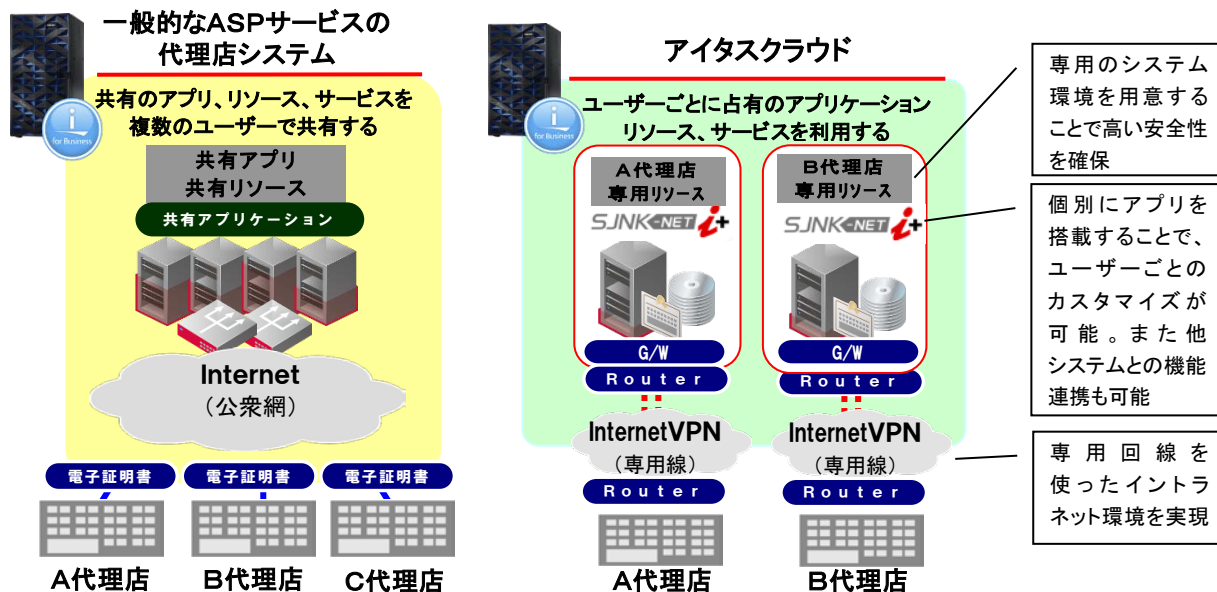 一般的なASPサービスの
代理店システム
i
for Business
共有のアプリ、リソース、サービスを
複数のユーザーで共有する
共有アプリ
共有リソース
共有アプリケーション
Internet
（公衆網）
電子証明書
電子証明書
電子証明書
A代理店
B代理店
C代理店
アイタスクラウド
i
for Business
ユーザーごとに占有のアプリケーション
リソース、サービスを利用する
A代理店
専用リソース
SJNK-NET i+
G/W
Router
InternetVPN
（専用線）
Router
A代理店
B代理店
専用リソース
SJNK-NET i+
G/W
Router
InternetVPN
（専用線）
Router
B代理店
専用のシステム
環境を用意する
ことで高い安全性
を確保
個別にアプリを
搭載することで、
ユーザーごとの
カスタマイズが
可能。また他
システムとの機能
連携も可能
専用回線を
使ったイントラ
ネット環境を実現